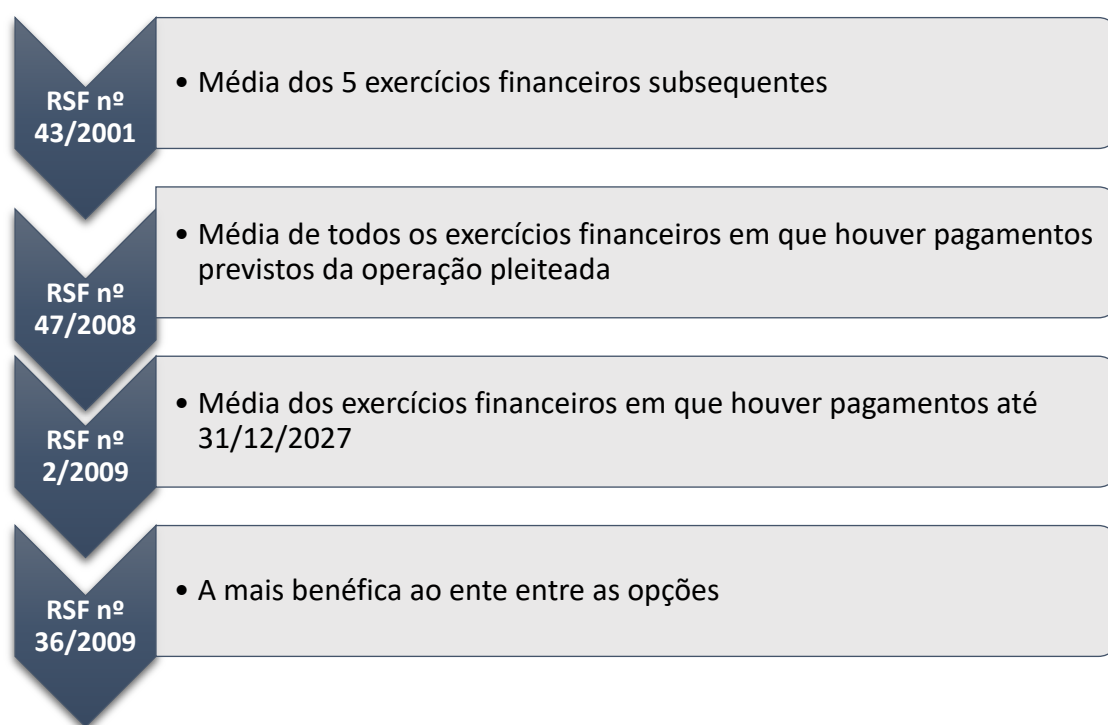 RSF nº
43/2001
• Média dos 5 exercícios financeiros subsequentes
RSF nº
47/2008
• Média de todos os exercícios financeiros em que houver pagamentos
previstos da operação pleiteada
RSF nº
2/2009
• Média dos exercícios financeiros em que houver pagamentos até
31/12/2027
RSF nº
36/2009
• A mais benéfica ao ente entre as opções